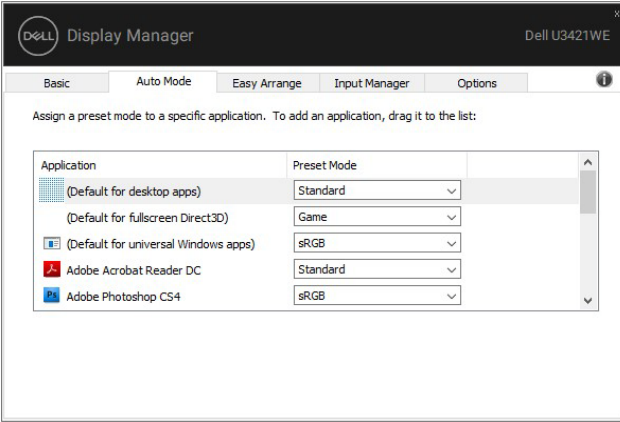 x
DELL Display Manager Dell U3421WE
Basic Auto Mode Easy Arrange Input Manager Options i
Assign a preset mode to a specific application. To add an application, drag it to the list:
Application Preset Mode
(Default for desktop apps) Standard
(Default for fullscreen Direct3D) Game
(Default for universal Windows apps) sRGB
Adobe Acrobat Reader DC Standard
Ps Adobe Photoshop CS4 sRGB